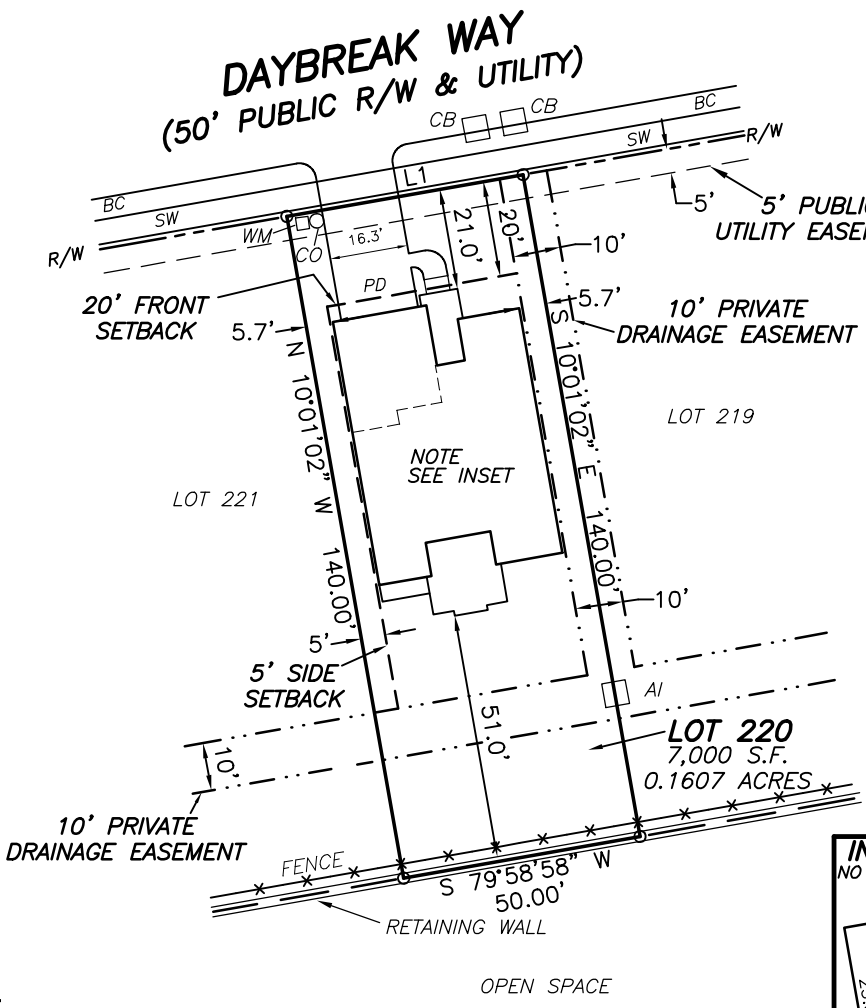 DAYBREAK WAY
(50' PUBLIC R/W & UTILITY)
CB
CB
BC
SW
R/W
L1
BC
SW
R/W
WM
CO
16.3'
21.0'
20'
10'
5'
5' PUBLIC
UTILITY
PD
20' FRONT
SETBACK
5.7'
5.7'
10' PRIVATE
DRAINAGE EASEMENT
N 10°01'02" W 140.00'
S 10°01'02" E 140.00'
LOT 219
LOT 221
NOTE
SEE INSET
10'
5'
5' SIDE
SETBACK
AI
51.0'
LOT 220
7,000 S.F.
0.1607 ACRES
10'
10' PRIVATE
DRAINAGE EASEMENT
FENCE
S 79°58'58" W
50.00'
RETAINING WALL
OPEN SPACE
NO